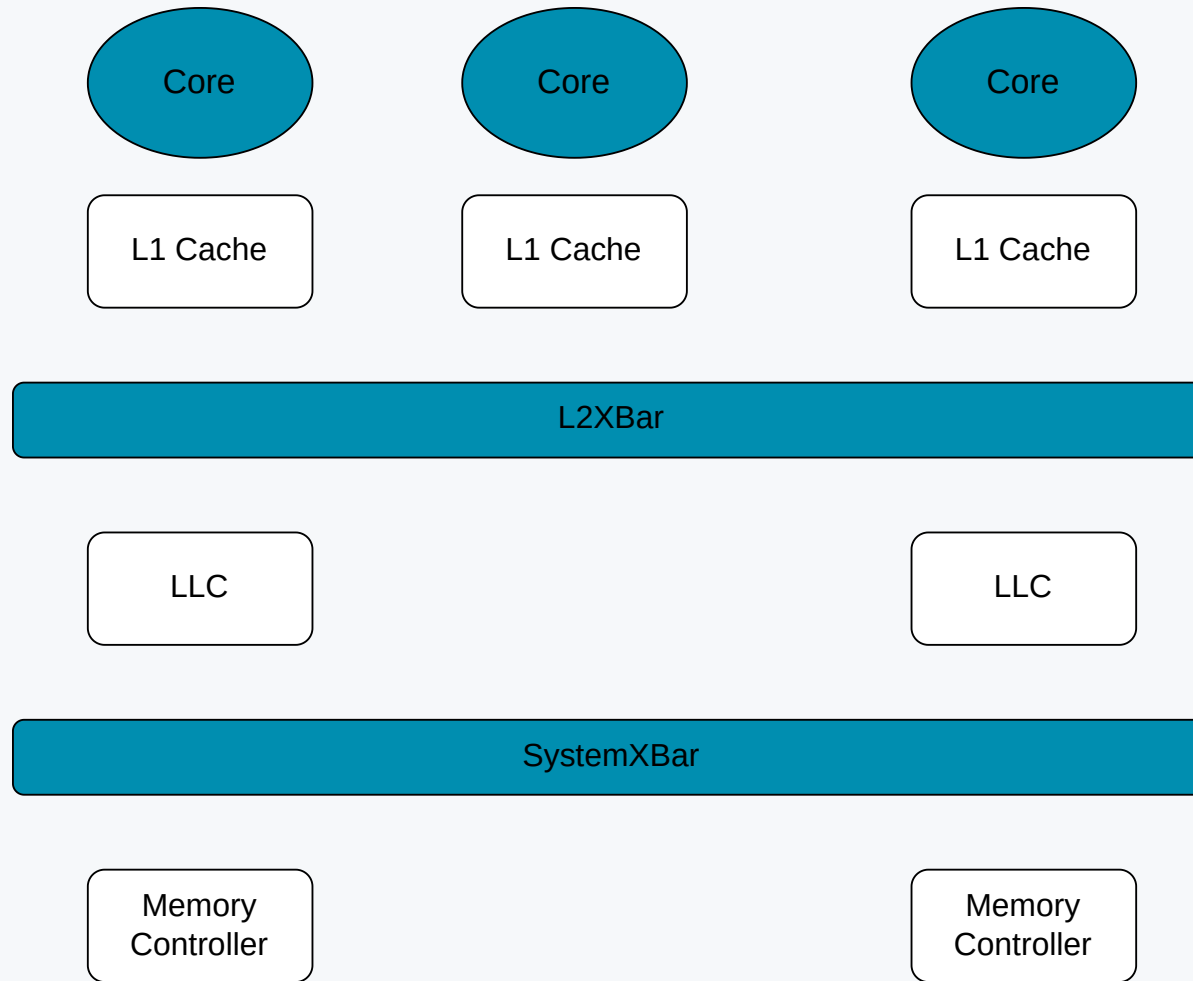 Core
Core
Core
L1 Cache
L1 Cache
L1 Cache
L2XBar
LLC
LLC
SystemXBar
Memory
Controller
Memory
Controller